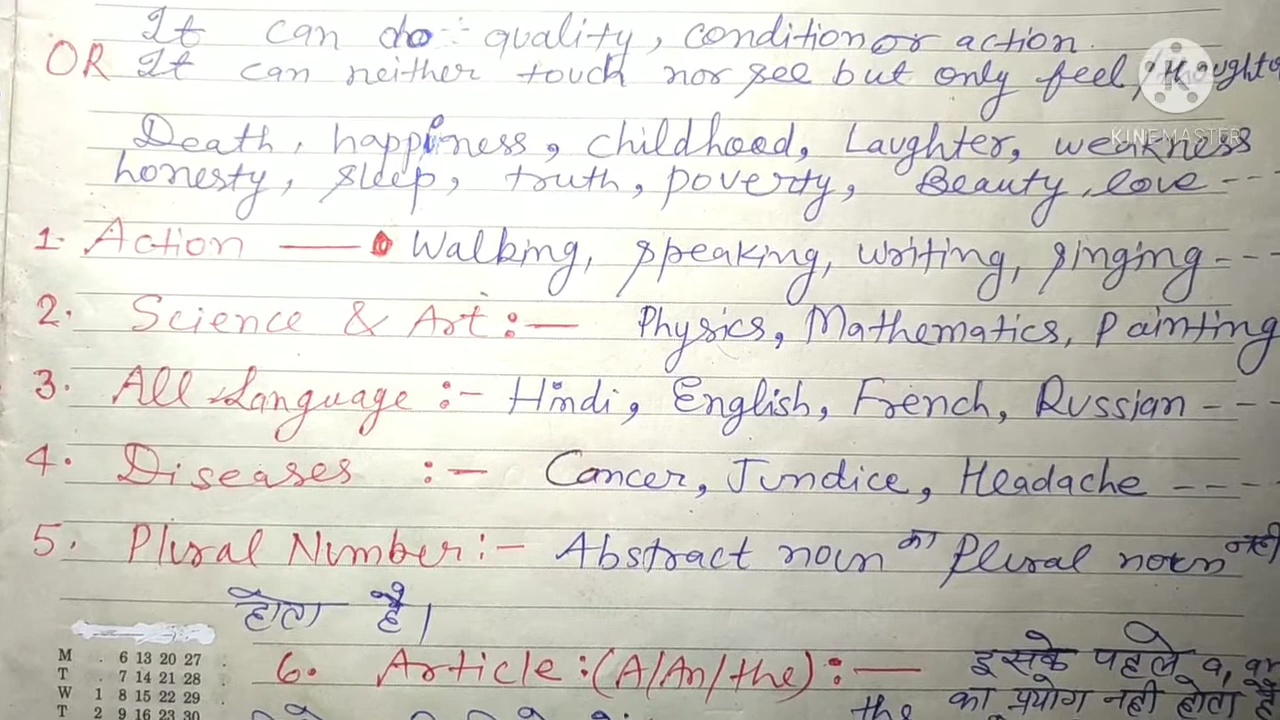 It can do :- quality, condition or action.
OR It can neither touch nor see but only feel, thought
KINEMASTER
Death, happiness, childhood, Laughter, weakness
honesty, sleep, truth, poverty, Beauty, love ---
1. Action — Walking, speaking, writing, singing ---
2. Science & Art :— Physics, Mathematics, Painting
3. All Language :- Hindi, English, French, Russian ---
4. Diseases :— Cancer, Jundice, Headache ----
5. Plural Number :- Abstract noun का Plural noun नही
होता है।
6. Article : (A/An/the) :— इसके पहले a, an
the का प्रयोग नही होता है
M . 6 13 20 27 .
T . 7 14 21 28 .
W 1 8 15 22 29 .
T 2 9 16 23 30 .